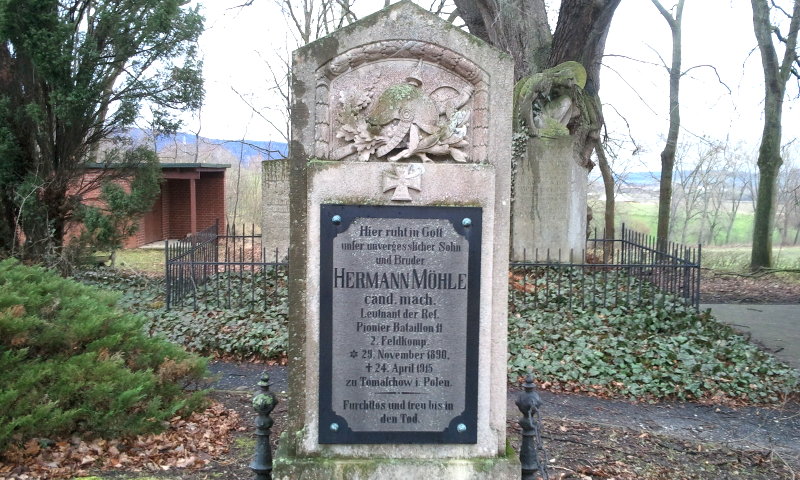 Hier ruht in Gott
unser unvergesslicher Sohn
und Bruder
HERMANN MÖHLE
cand. mach.
Leutnant der Res.
Pionier Bataillon 11
2. Feldkomp.
* 29. November 1890,
✝ 24. April 1915
zu Tomaschow i. Polen.
Furchtlos und treu bis in
den Tod.